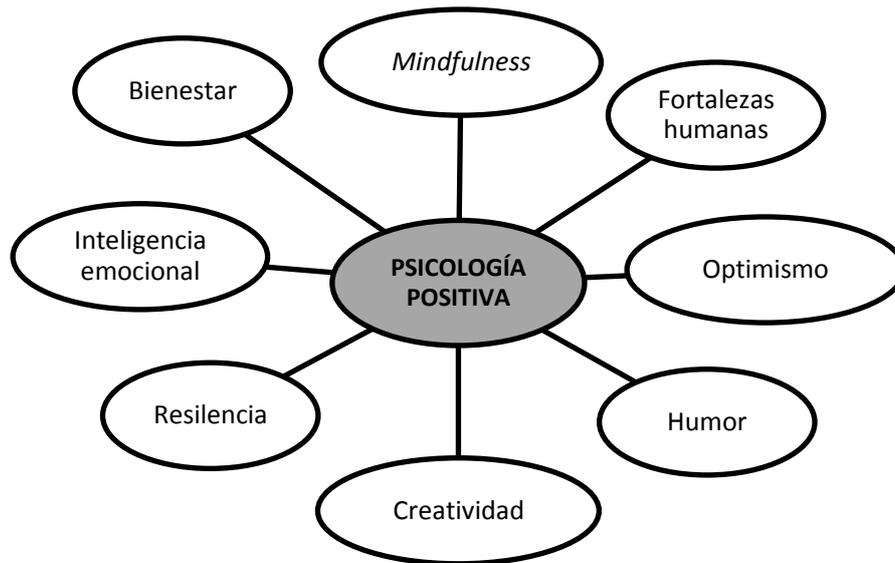 Mindfulness
Bienestar
Fortalezas
humanas
Inteligencia
emocional
PSICOLOGÍA
POSITIVA
Optimismo
Resilencia
Humor
Creatividad